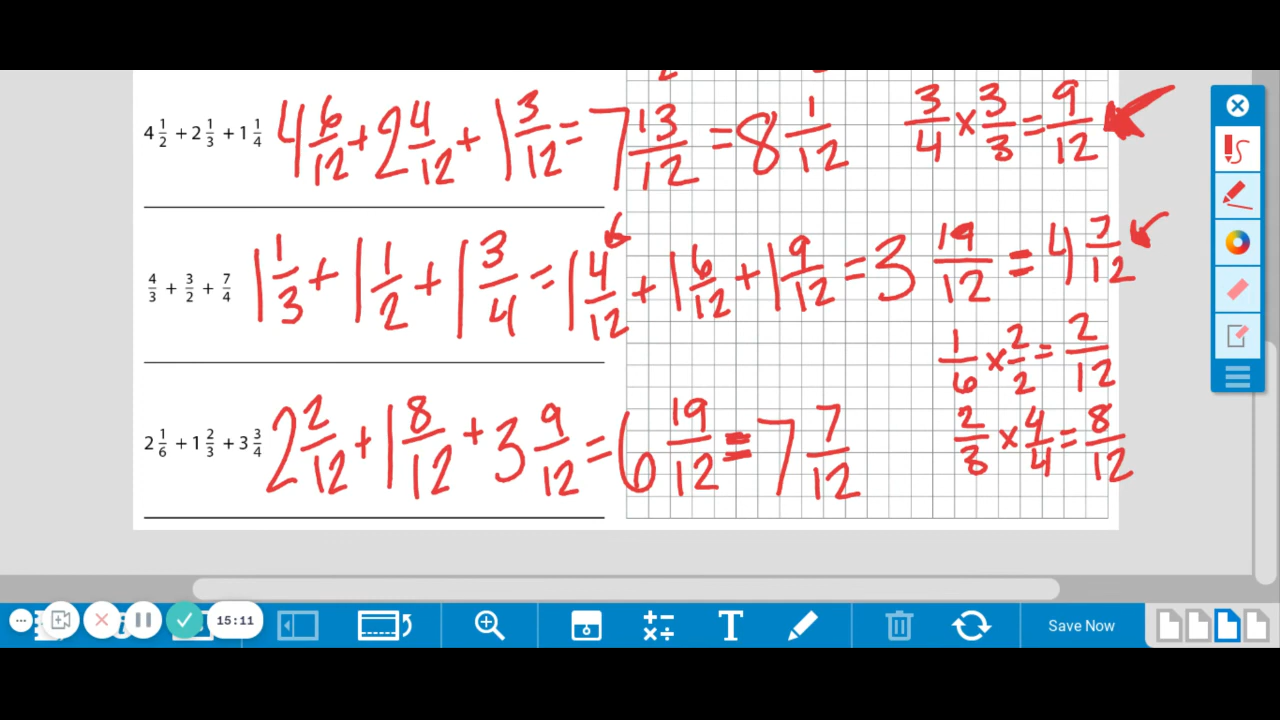 3/4 × 3/3 = 9/12
4 1/2 + 2 1/3 + 1 1/4 4 6/12 + 2 4/12 + 1 3/12 = 7 13/12 = 8 1/12
6
4/3 + 3/2 + 7/4 1 1/3 + 1 1/2 + 1 3/4 = 1 4/12 + 1 6/12 + 1 9/12 = 3 19/12 = 4 7/12
1/6 × 2/2 = 2/12
2/3 × 4/4 = 8/12
2 1/6 + 1 2/3 + 3 3/4 2 2/12 + 1 8/12 + 3 9/12 = 6 19/12 = 7 7/12
15:11
T
Save Now